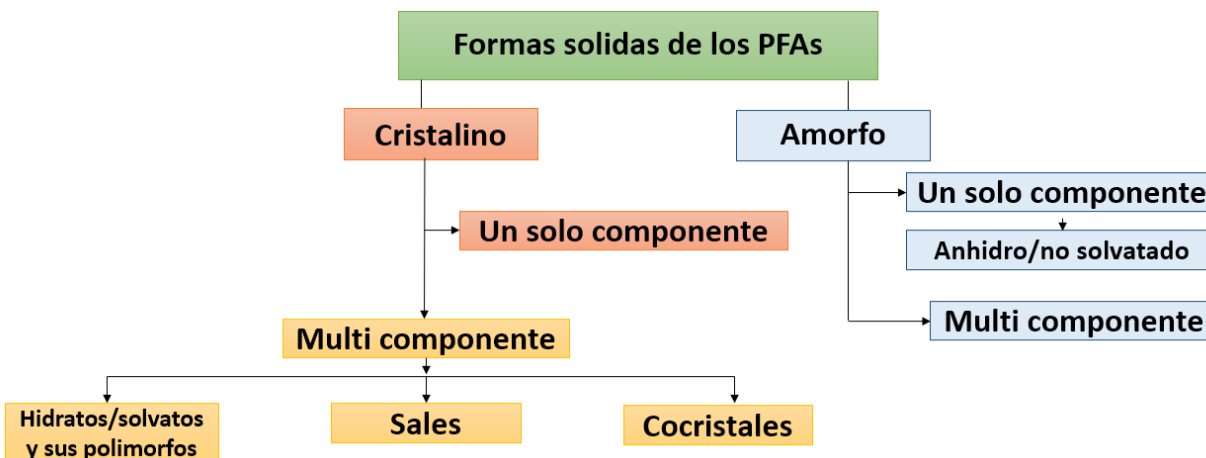 Formas solidas de los PFAs
Cristalino
Amorfo
Un solo componente
Un solo componente
Anhidro/no solvatado
Multi componente
Multi componente
Hidratos/solvatos
y sus polimorfos
Sales
Cocristales